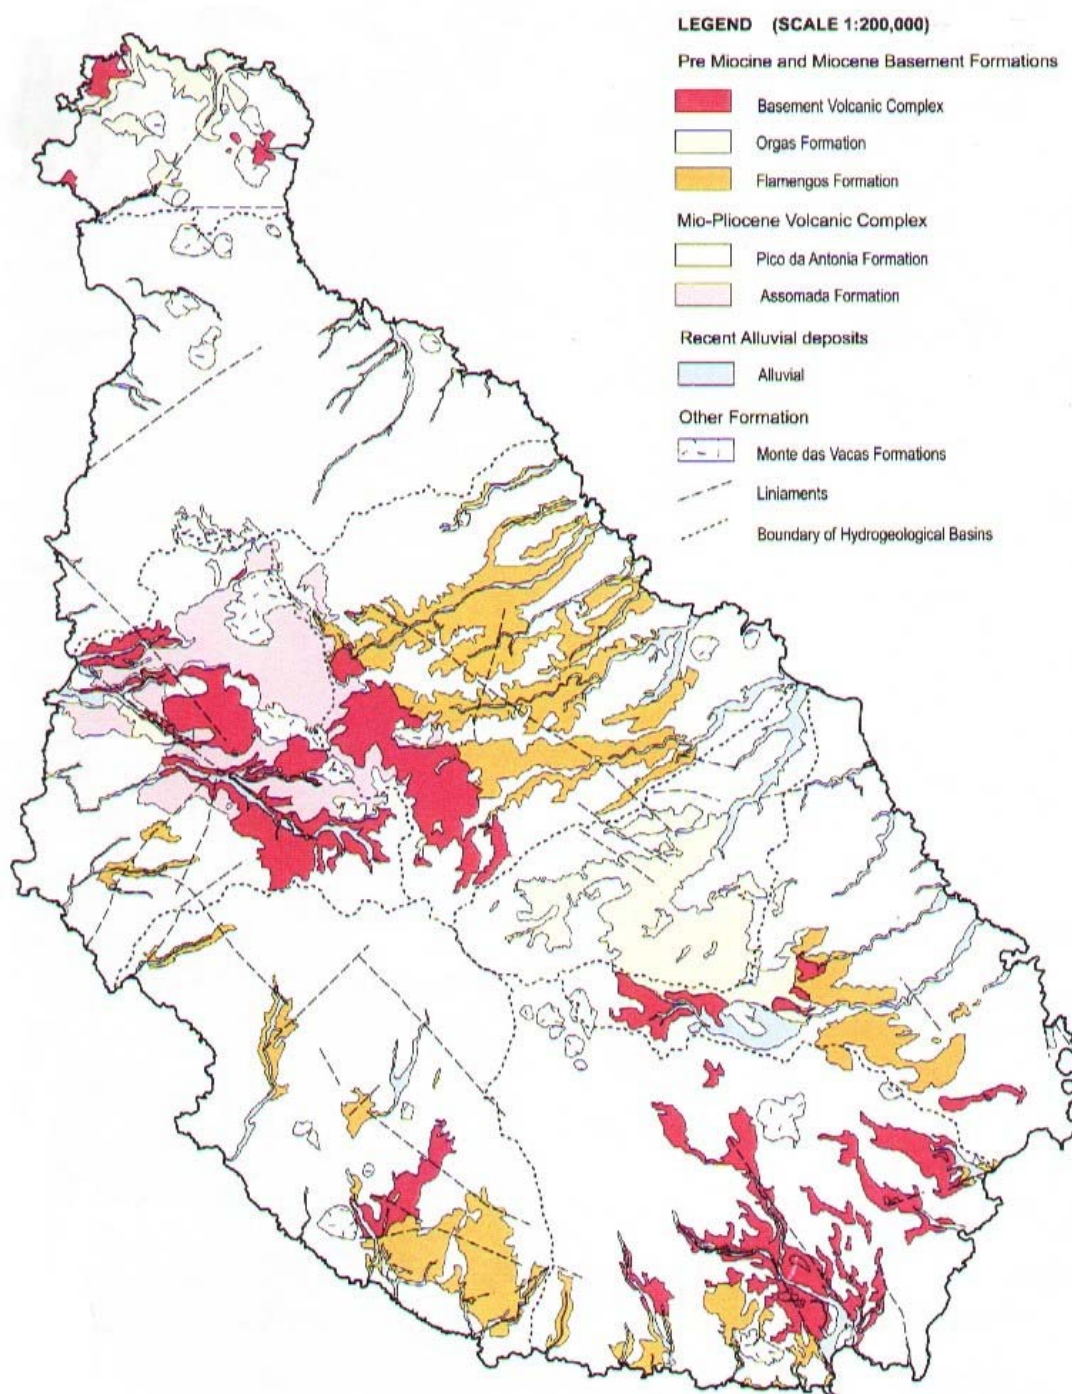 LEGEND (SCALE 1:200,000)
Pre Miocine and Miocene Basement Formations
Basement Volcanic Complex
Orgas Formation
Flamengos Formation
Mio-Pliocene Volcanic Complex
Pico da Antonia Formation
Assomada Formation
Recent Alluvial deposits
Alluvial
Other Formation
Monte das Vacas Formations
Liniaments
Boundary of Hydrogeological Basins